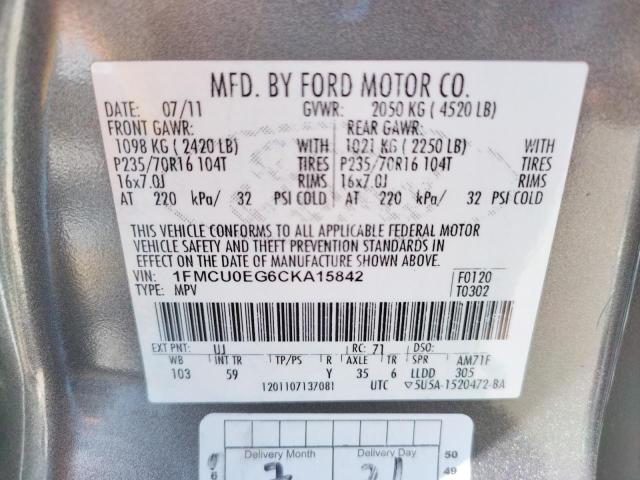 MFD. BY FORD MOTOR CO.
DATE: 07/11 GVWR: 2050 KG ( 4520 LB)
FRONT GAWR: REAR GAWR:
1098 KG ( 2420 LB) WITH 1021 KG ( 2250 LB) WITH
P235/70R16 104T TIRES P235/70R16 104T TIRES
16x7.0J RIMS 16x7.0J RIMS
AT 220 kPa/ 32 PSI COLD AT 220 kPa/ 32 PSI COLD
THIS VEHICLE CONFORMS TO ALL APPLICABLE FEDERAL MOTOR
VEHICLE SAFETY AND THEFT PREVENTION STANDARDS IN EFFECT
ON THE DATE OF MANUFACTURE SHOWN ABOVE.
VIN: 1FMCU0EG6CKA15842 F0120
TYPE: MPV T0302
EXT PNT: UJ RC: 71 DSO:
WB INT TR TP/PS R AXLE TR SPR AM71F
103 59 Y 35 6 LLDD 305
1201107137081 UTC ▽5U5A-1520472-BA
Delivery Month Delivery Day 50
49